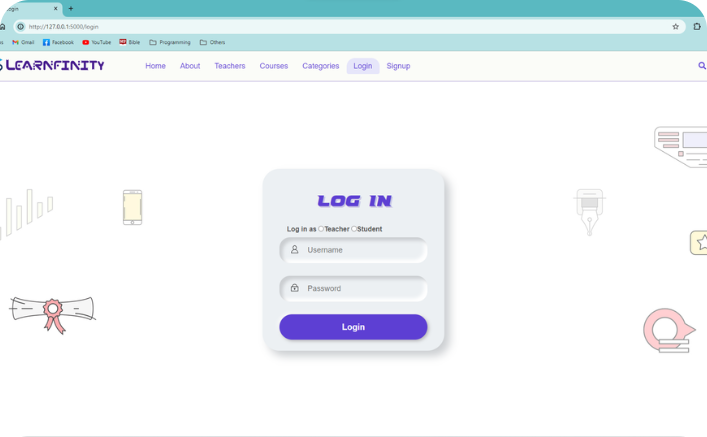 Login
http://127.0.0.1:5000/login
Gmail Facebook YouTube Bible Programming Others
LEARNFINITY Home About Teachers Courses Categories Login Signup
LOG IN
Log in as Teacher Student
Username
Password
Login